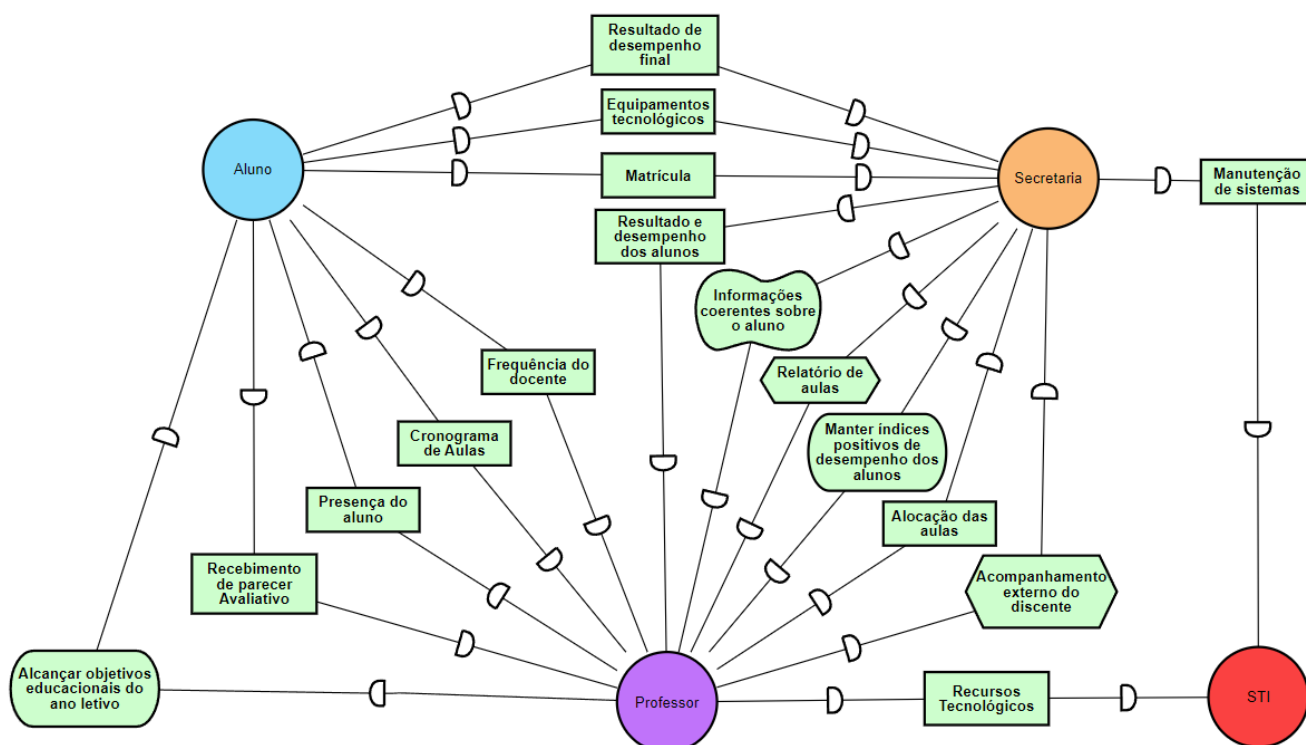 Resultado de
desempenho
final
Equipamentos
tecnológicos
Aluno
Matrícula
Secretaria
Manutenção
de sistemas
Resultado e
desempenho
dos alunos
Informações
coerentes sobre
o aluno
Frequência do
docente
Relatório de
aulas
Cronograma
de Aulas
Manter índices
positivos de
desempenho dos
alunos
Presença do
aluno
Alocação das
aulas
Recebimento
de parecer
Avaliativo
Acompanhamento
externo do
discente
Alcançar objetivos
educacionais do
ano letivo
Professor
Recursos
Tecnológicos
STI